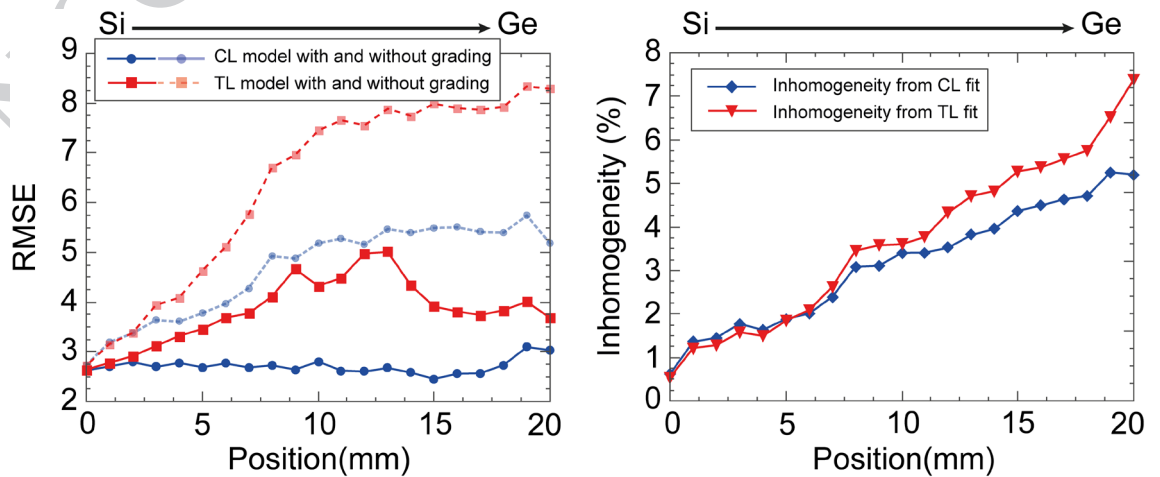 Si Ge
CL model with and without grading
TL model with and without grading
RMSE
9
8
7
6
5
4
3
2
0 5 10 15 20
Position(mm)
Si Ge
Inhomogeneity from CL fit
Inhomogeneity from TL fit
Inhomogeneity (%)
8
7
6
5
4
3
2
1
0
0 5 10 15 20
Position(mm)